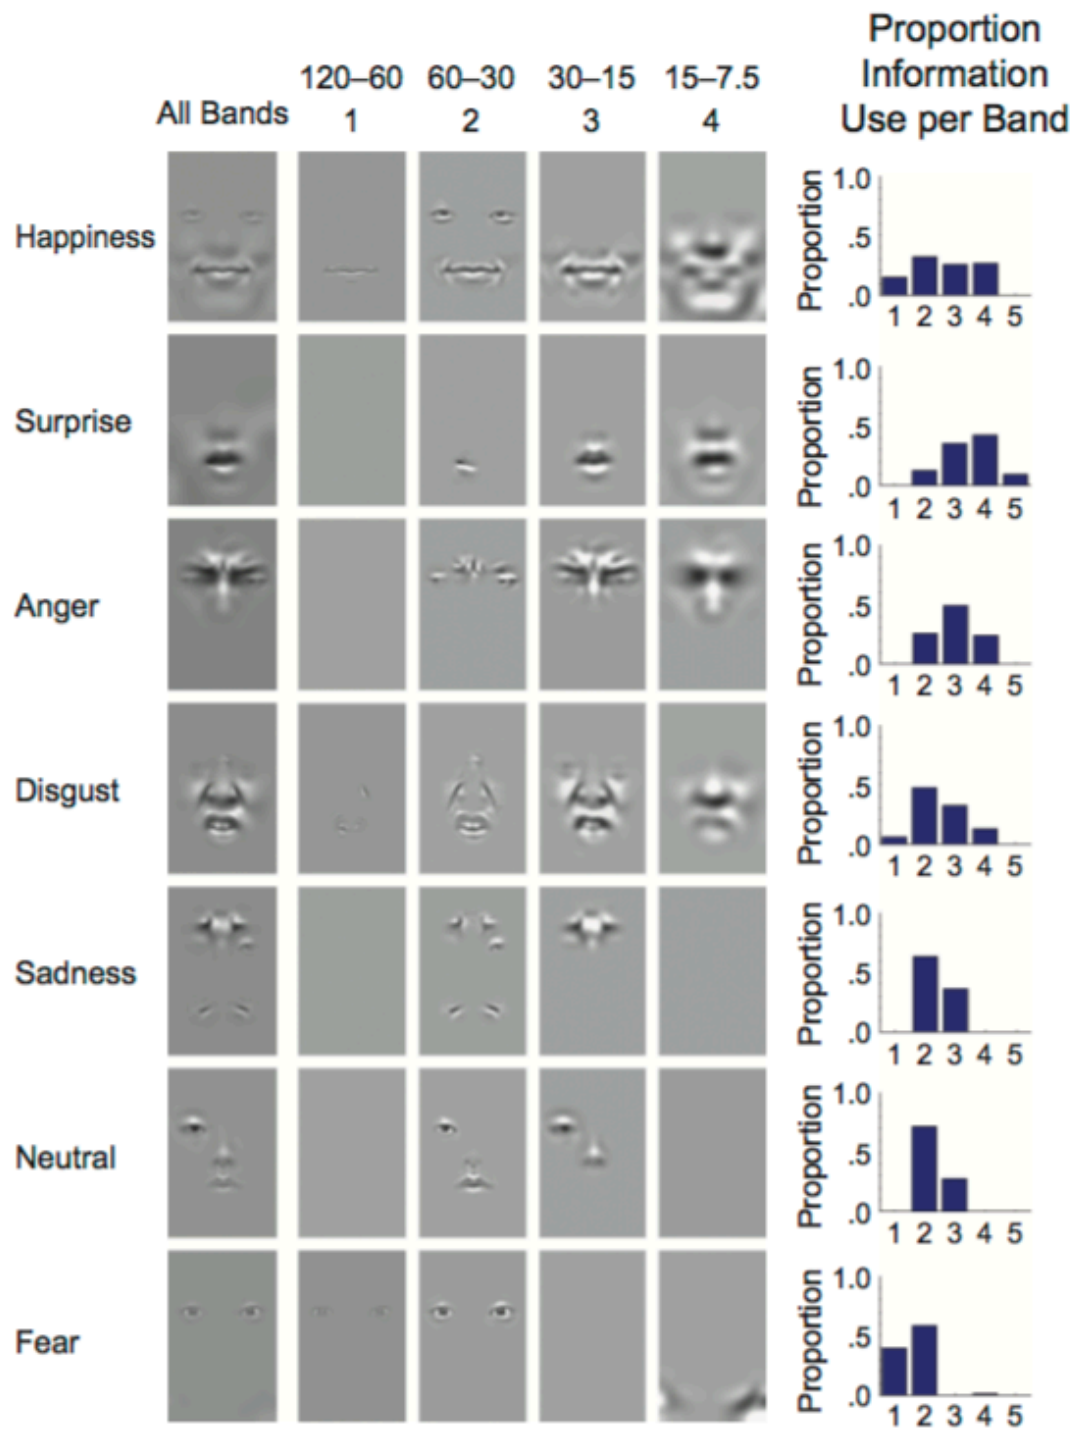 Proportion
Information
Use per Band
120–60 60–30 30–15 15–7.5
All Bands 1 2 3 4
Happiness
Proportion
1.0
.5
.0
1 2 3 4 5
Surprise
Proportion
1.0
.5
.0
1 2 3 4 5
Anger
Proportion
1.0
.5
.0
1 2 3 4 5
Disgust
Proportion
1.0
.5
.0
1 2 3 4 5
Sadness
Proportion
1.0
.5
.0
1 2 3 4 5
Neutral
Proportion
1.0
.5
.0
1 2 3 4 5
Fear
Proportion
1.0
.5
.0
1 2 3 4 5